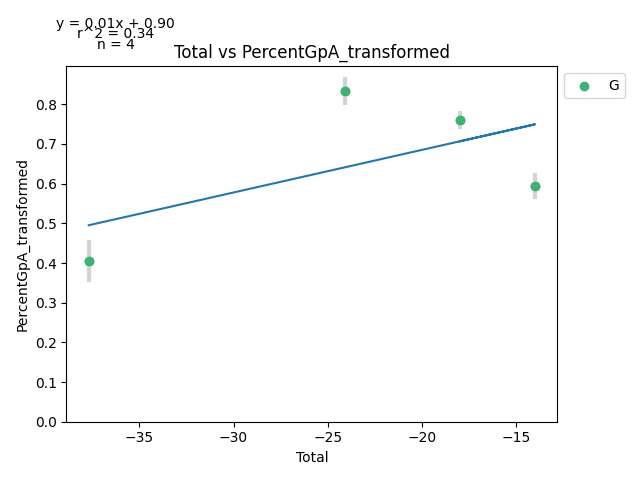 y = 0.01x + 0.90
r^2 = 0.34
n = 4
Total vs PercentGpA_transformed
G
PercentGpA_transformed
0.8
0.7
0.6
0.5
0.4
0.3
0.2
0.1
0.0
−35
−30
−25
−20
−15
Total